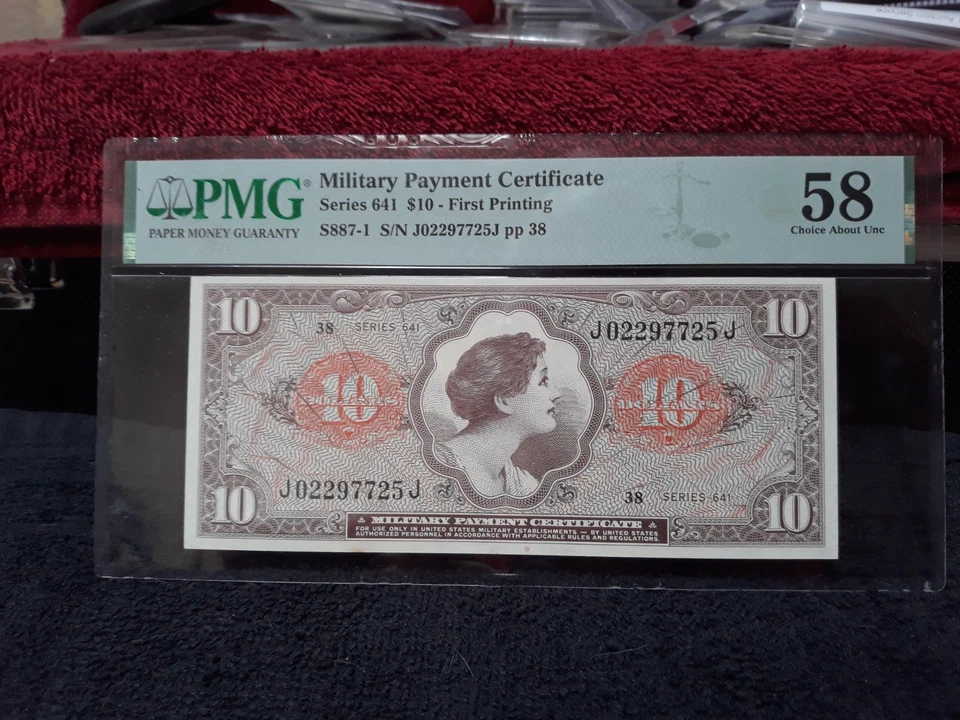 PMG®
PAPER MONEY GUARANTY
Military Payment Certificate
Series 641 $10 - First Printing
S887-1 S/N J02297725J pp 38
58
Choice About Unc
10
38 SERIES 641
J02297725J
10
10
10
J02297725J
38 SERIES 641
10
10
MILITARY PAYMENT CERTIFICATE
FOR USE ONLY IN UNITED STATES MILITARY ESTABLISHMENTS — BY UNITED STATES
AUTHORIZED PERSONNEL IN ACCORDANCE WITH APPLICABLE RULES AND REGULATIONS.